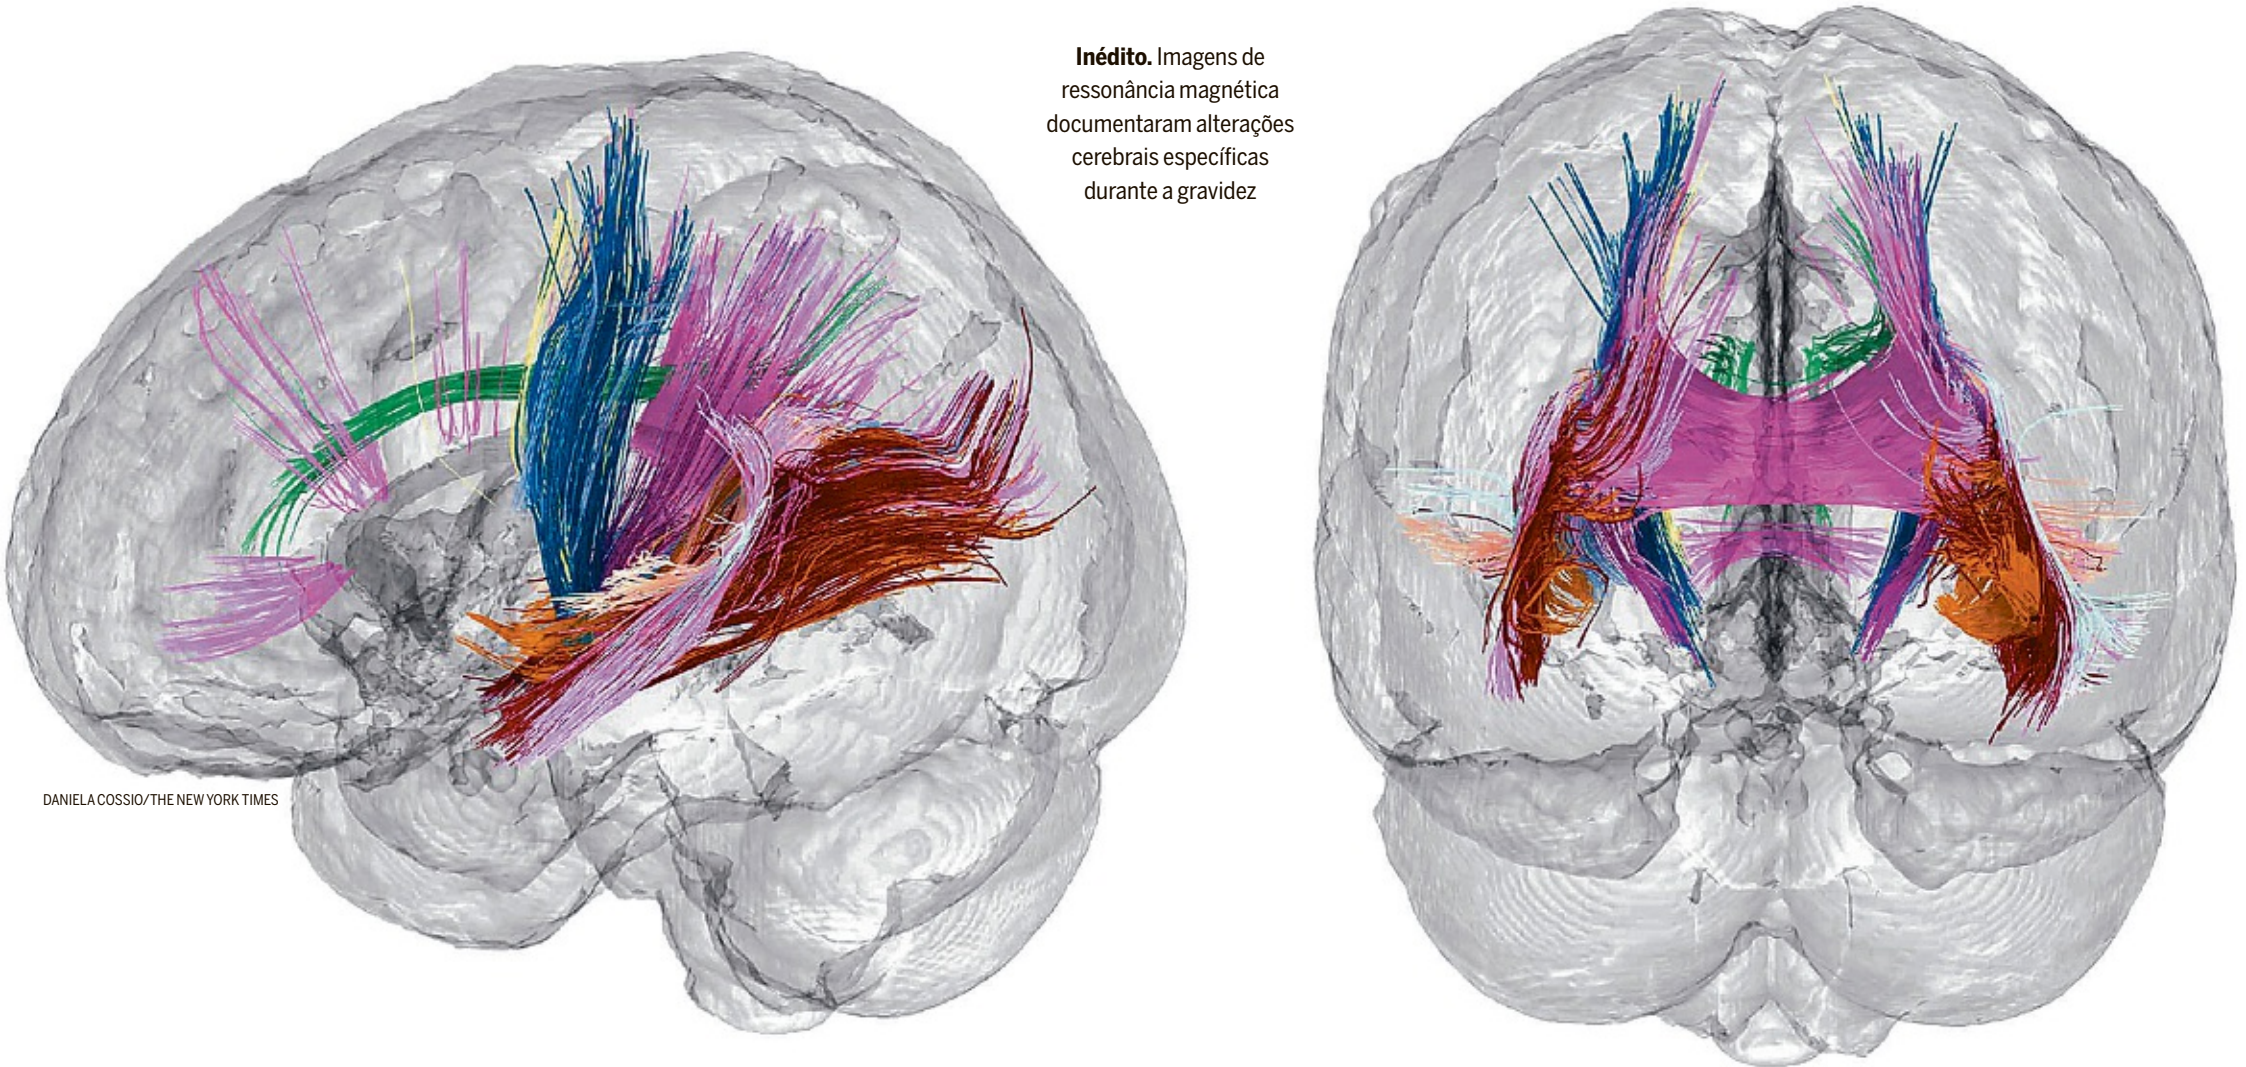 Inédito. Imagens de
ressonância magnética
documentaram alterações
cerebrais específicas
durante a gravidez
DANIELA COSSIO/THE NEW YORK TIMES